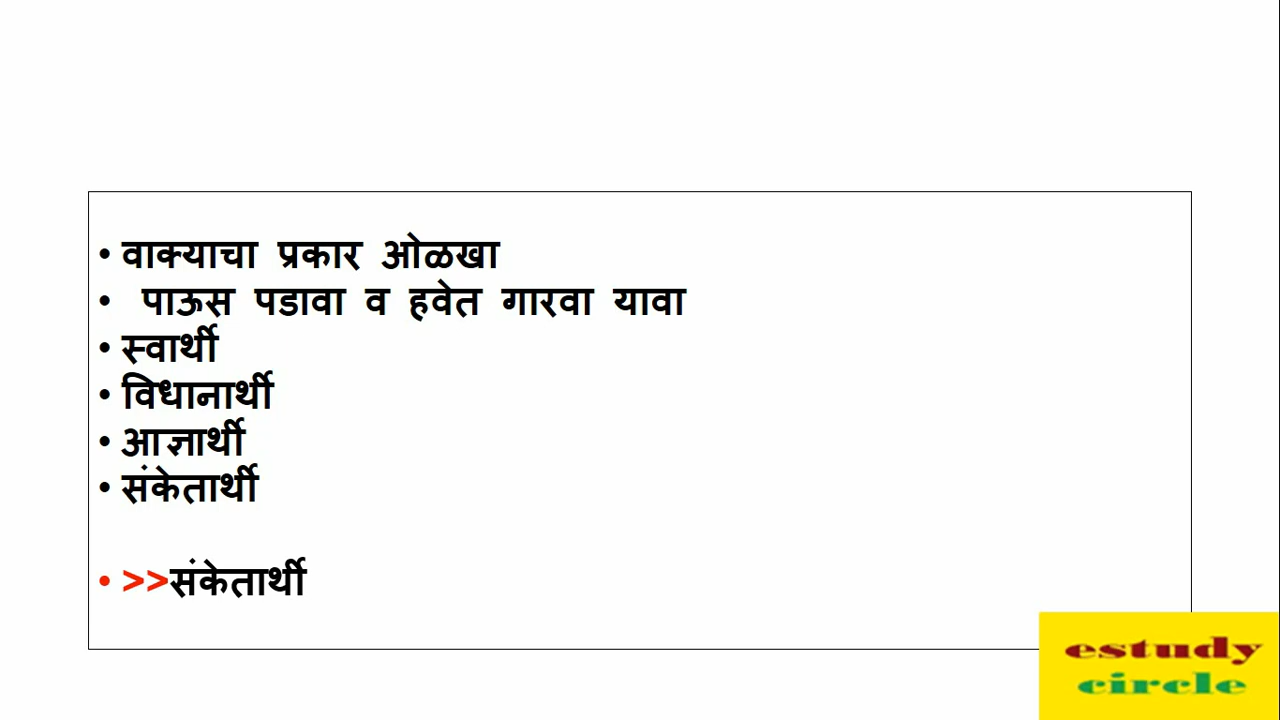 • वाक्याचा प्रकार ओळखा
• पाऊस पडावा व हवेत गारवा यावा
• स्वार्थी
• विधानार्थी
• आज्ञार्थी
• संकेतार्थी
• >>संकेतार्थी
estudy
circle